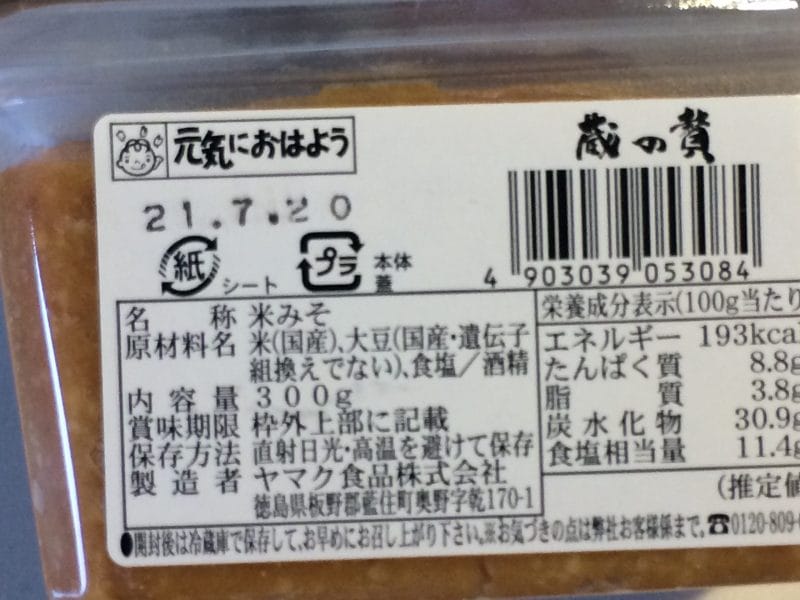 元気におはよう
蔵の賛
21.7.20
紙
シート
プラ
本体
蓋
4 903039 053084
名称 米みそ
原材料名 米(国産)、大豆(国産・遺伝子
組換えでない)、食塩／酒精
内容量 300g
賞味期限 枠外上部に記載
保存方法 直射日光・高温を避けて保存
製造者 ヤマク食品株式会社
徳島県板野郡藍住町奥野字乾170-1
栄養成分表示(100g当たり
エネルギー 193kcal
たんぱく質 8.8g
脂質 3.8g
炭水化物 30.9g
食塩相当量 11.4g
(推定値
●開封後は冷蔵庫で保存して、お早めにお召し上がり下さい。※お気づきの点は弊社お客様係まで。☎0120-809-